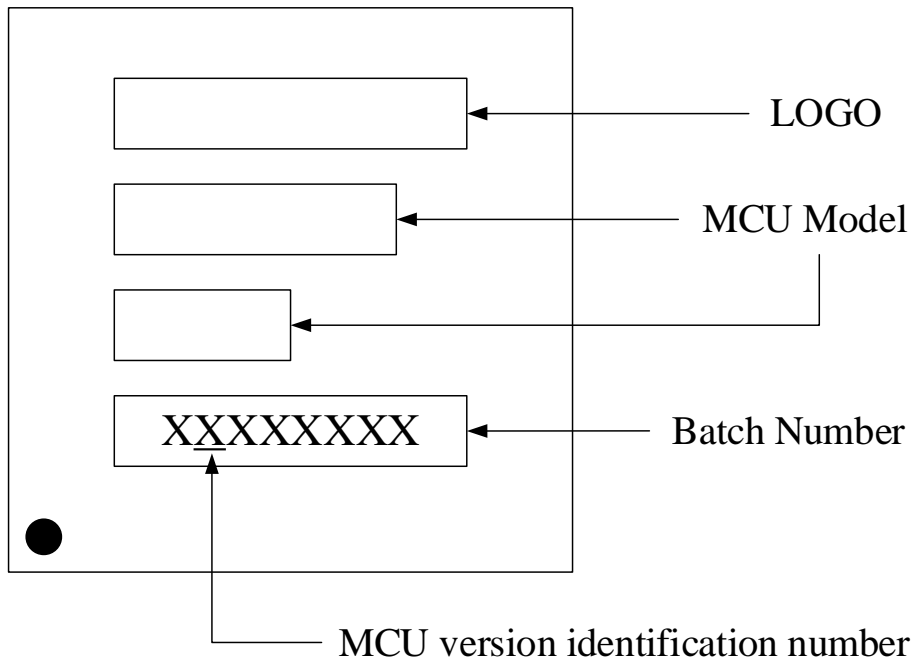 LOGO
MCU Model
XXXXXXXX
Batch Number
MCU version identification number